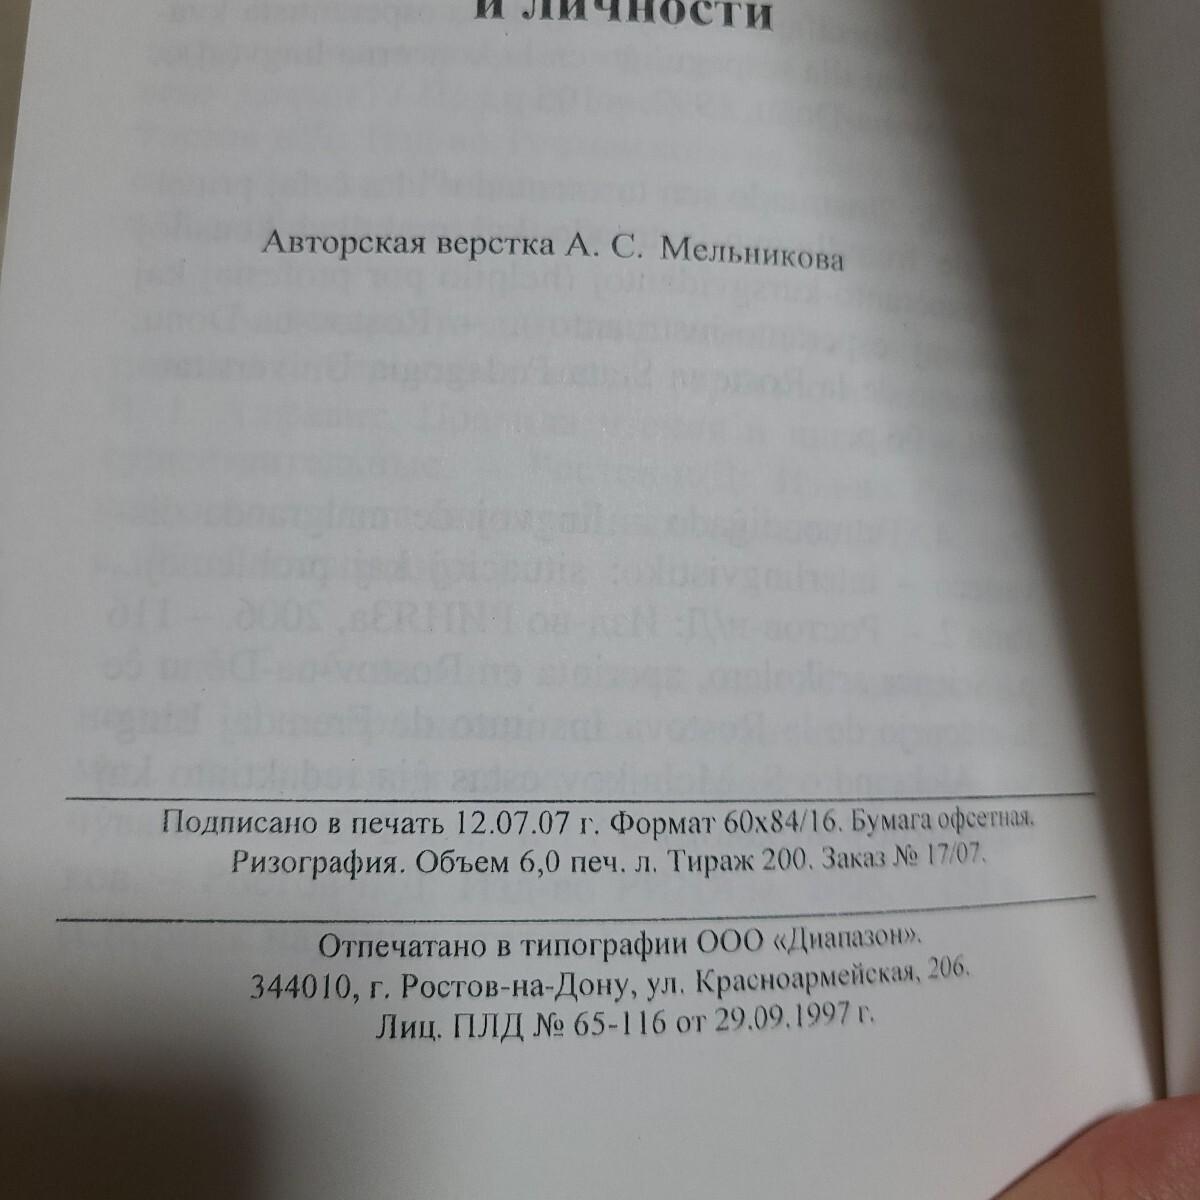 и личности
Авторская верстка А. С. Мельникова
Подписано в печать 12.07.07 г. Формат 60х84/16. Бумага офсетная.
Ризография. Объем 6,0 печ. л. Тираж 200. Заказ № 17/07.
Отпечатано в типографии ООО «Диапазон».
344010, г. Ростов-на-Дону, ул. Красноармейская, 206.
Лиц. ПЛД № 65-116 от 29.09.1997 г.